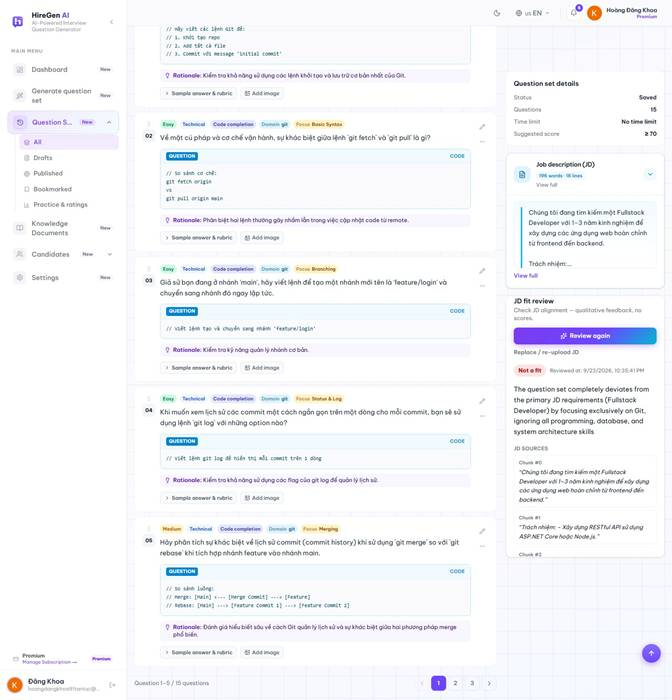 HireGen AI
AI-Powered Interview
Question Generator
MAIN MENU
Dashboard New
Generate question
set New
Question S... New
All
Drafts
Published
Bookmarked
Practice & ratings
Knowledge
Documents
Candidates New
Settings
Premium
Manage Subscription → Premium
K
Đăng Khoa
us EN
6
K
Hoàng Đăng Khoa
Premium
// Hãy viết các lệnh Git để:
// 1. Khởi tạo repo
// 2. Add tất cả file
// 3. Commit với message 'initial commit'
Rationale: Kiểm tra khả năng sử dụng các lệnh khởi tạo và lưu trữ cơ bản nhất của Git.
Sample answer & rubric Add image
02
Easy Technical Code completion Domain git Focus Basic Syntax
Về mặt cú pháp và cơ chế vận hành, sự khác biệt giữa `git fetch` và `git pull` là gì?
QUESTION CODE
// So sánh cơ chế:
git fetch origin
vs
git pull origin main
Rationale: Phân biệt hai lệnh thường gây nhầm lẫn trong việc cập nhật code từ remote.
Sample answer & rubric Add image
03
Easy Technical Code completion Domain git Focus Branching
Giả sử bạn đang ở nhánh 'main', hãy viết lệnh để tạo một nhánh mới tên là 'feature/login' và
chuyển sang nhánh đó ngay lập tức.
QUESTION CODE
// Viết lệnh tạo và chuyển sang nhánh 'feature/login'
Rationale: Kiểm tra kỹ năng quản lý nhánh cơ bản.
Sample answer & rubric Add image
04
Easy Technical Code completion Domain git Focus Status & Log
Khi muốn xem lịch sử các commit một cách ngắn gọn trên một dòng cho mỗi commit, bạn sẽ sử
dụng lệnh `git log` với những option nào?
QUESTION CODE
// Viết lệnh git log để hiển thị mỗi commit trên 1 dòng
Rationale: Kiểm tra khả năng sử dụng các flag của git log để quản lý lịch sử.
Sample answer & rubric Add image
05
Medium Technical Code completion Domain git Focus Merging
Hãy phân tích sự khác biệt về lịch sử commit (commit history) khi sử dụng `git merge` so với `git
rebase` khi tích hợp nhánh feature vào nhánh main.
QUESTION CODE
// So sánh luồng:
// Merge: [Main] <--- [Merge Commit] ---> [Feature]
// Rebase: [Main] ---> [Feature Commit 1] ---> [Feature Commit 2]
Rationale: Đánh giá hiểu biết sâu về cách Git quản lý lịch sử và sự khác biệt giữa hai phương pháp merge
phổ biến.
Sample answer & rubric Add image
Question 1–5 / 15 questions
1 2 3
Question set details
Status Saved
Questions 15
Time limit No time limit
Suggested score ≥ 70
Job description (JD)
196 words · 18 lines
View full
Chúng tôi đang tìm kiếm một Fullstack
Developer với 1–3 năm kinh nghiệm để
xây dựng các ứng dụng web hoàn chỉnh
từ frontend đến backend.
Trách nhiệm:...
View full
JD fit review
Check JD alignment — qualitative feedback, no
scores.
Review again
Replace / re-upload JD
Not a fit Reviewed at: 9/23/2026, 10:35:41 PM
The question set completely deviates from
the primary JD requirements (Fullstack
Developer) by focusing exclusively on Git,
ignoring all programming, database, and
system architecture skills
JD SOURCES
Chunk #0
"Chúng tôi đang tìm kiếm một Fullstack
Developer với 1–3 năm kinh nghiệm để xây dựng
các ứng dụng web hoàn chỉnh từ frontend đến
backend."
Chunk #1
"Trách nhiệm: – Xây dựng RESTful API sử dụng
ASP.NET Core hoặc Node.js."
Chunk #2